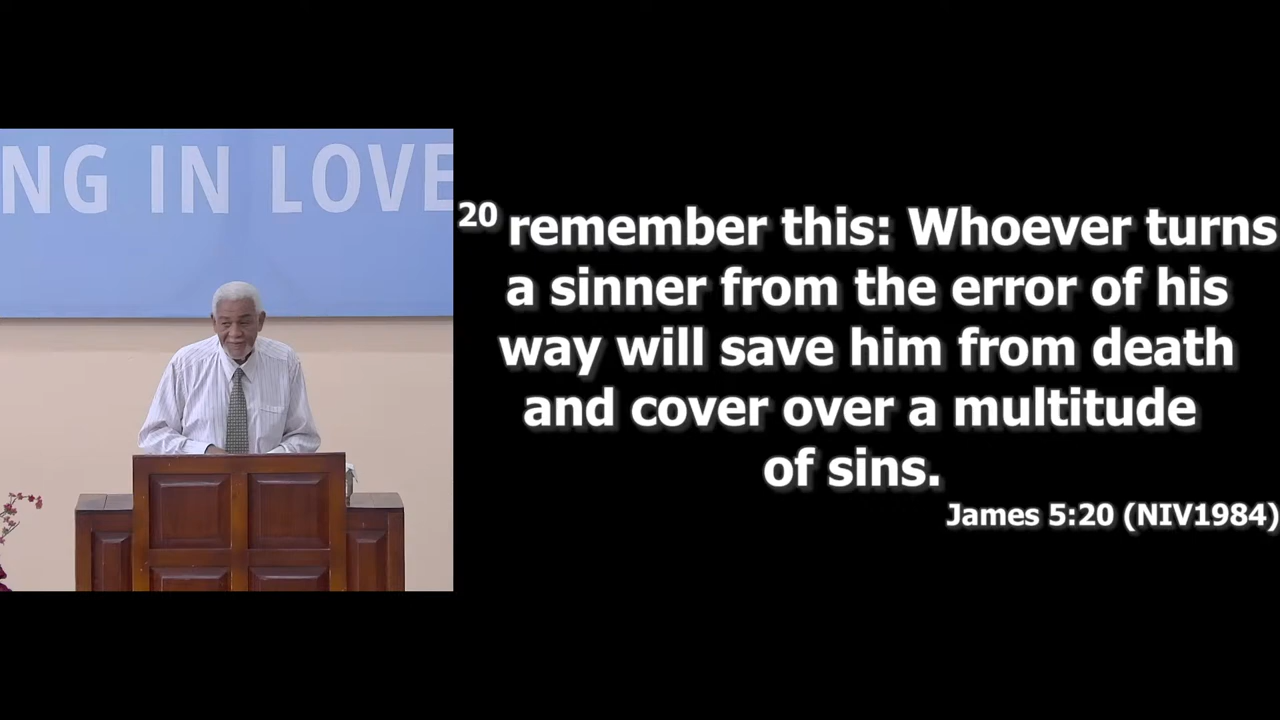 NG IN LOVE
20 remember this: Whoever turns
a sinner from the error of his
way will save him from death
and cover over a multitude
of sins.
James 5:20 (NIV1984)